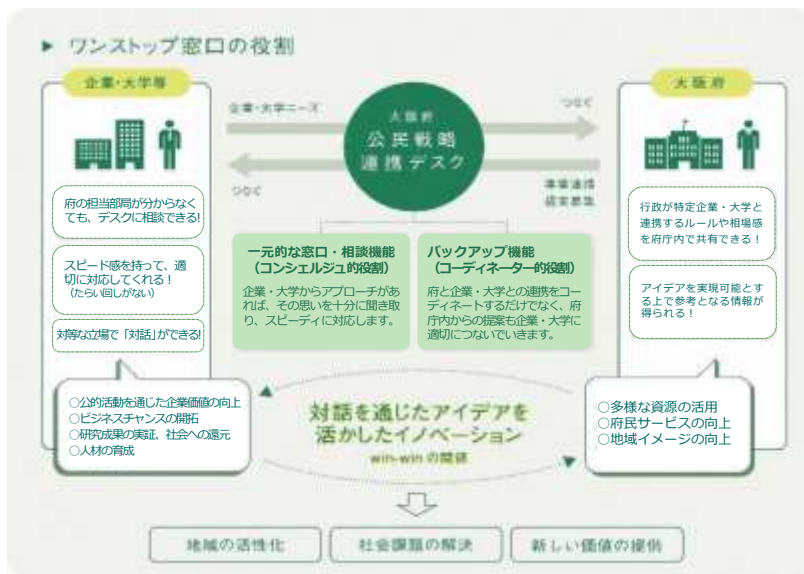 ▶ ワンストップ窓口の役割
企業・大学等
府の担当部局が分からなく
ても、デスクに相談できる!
スピード感を持って、適
切に対応してくれる！
（たらい回しがない）
対等な立場で「対話」ができる!
○公的活動を通じた企業価値の向上
○ビジネスチャンスの開拓
○研究成果の実証、社会への還元
○人材の育成
企業・大学ニーズ
つなぐ
大阪府
公民戦略
連携デスク
つなぐ
事業連携
提案募集
一元的な窓口・相談機能
（コンシェルジュ的役割）
企業・大学からアプローチがあ
れば、その思いを十分に聞き取
り、スピーディに対応します。
バックアップ機能
（コーディネーター的役割）
府と企業・大学との連携をコー
ディネートするだけでなく、府
庁内からの提案も企業・大学に
適切につないでいきます。
大阪府
行政が特定企業・大学と
連携するルールや相場感
を府庁内で共有できる！
アイデアを実現可能とす
る上で参考となる情報が
得られる！
○多様な資源の活用
○府民サービスの向上
○地域イメージの向上
対話を通じたアイデアを
活かしたイノベーション
win-win の関係
地域の活性化
社会課題の解決
新しい価値の提供